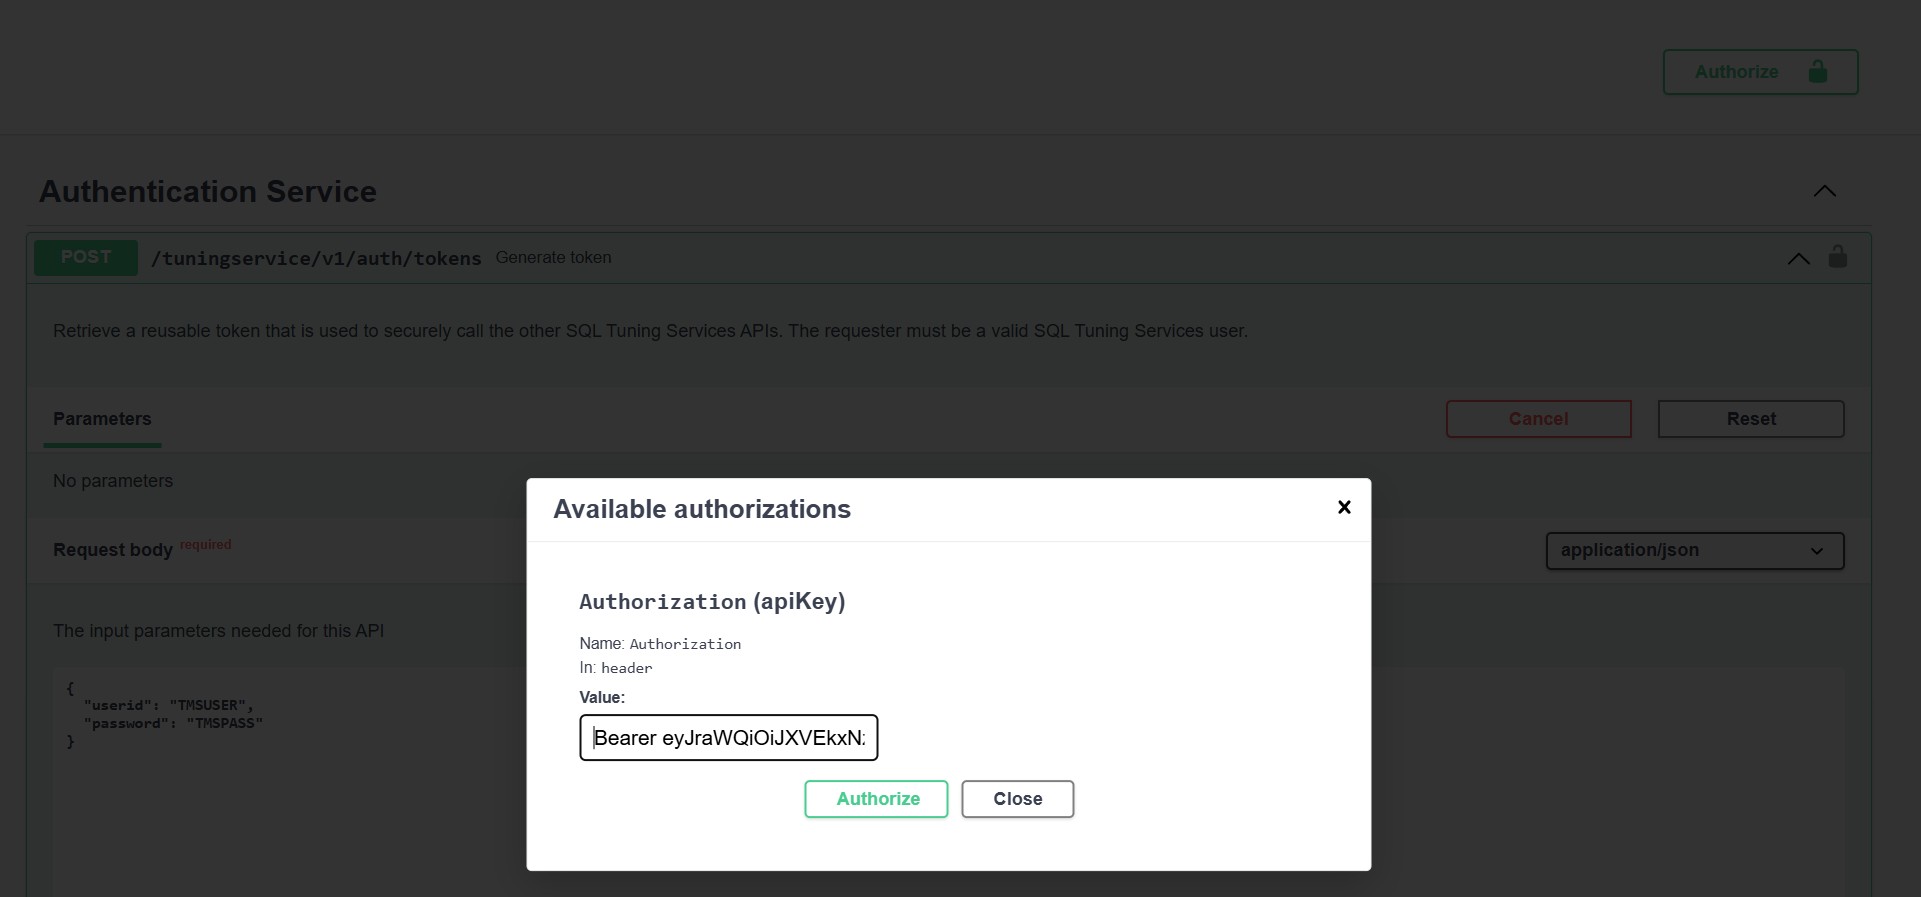 Authorize
Authentication Service
POST /tuningservice/v1/auth/tokens Generate token
Retrieve a reusable token that is used to securely call the other SQL Tuning Services APIs. The requester must be a valid SQL Tuning Services user.
Parameters
Cancel
Reset
No parameters
Request body required
application/json
The input parameters needed for this API
{
"userid": "TMSUSER",
"password": "TMSPASS"
}
Available authorizations
Authorization (apiKey)
Name: Authorization
In: header
Value:
Bearer eyJraWQiOiJXVEkxN
Authorize
Close